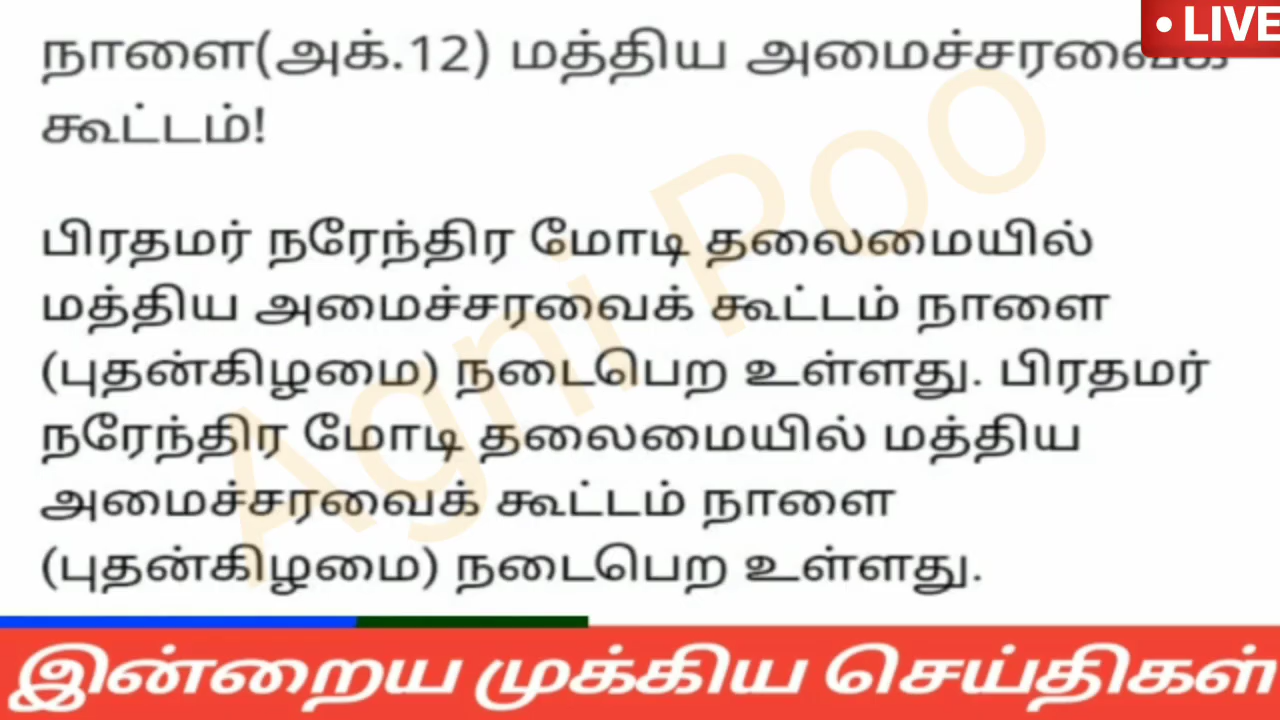 • LIVE
நாளை(அக்.12) மத்திய அமைச்சரவைக்
கூட்டம்!
பிரதமர் நரேந்திர மோடி தலைமையில்
மத்திய அமைச்சரவைக் கூட்டம் நாளை
(புதன்கிழமை) நடைபெற உள்ளது. பிரதமர்
நரேந்திர மோடி தலைமையில் மத்திய
அமைச்சரவைக் கூட்டம் நாளை
(புதன்கிழமை) நடைபெற உள்ளது.
Agni Poo
இன்றைய முக்கிய செய்திகள்